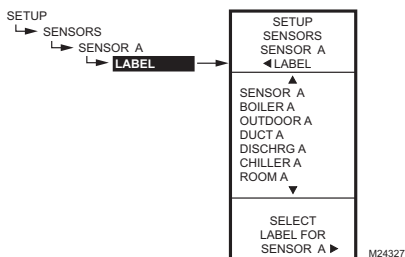 SETUP
SENSORS
SENSOR A
LABEL
SETUP
SENSORS
SENSOR A
◀LABEL
▲
SENSOR A
BOILER A
OUTDOOR A
DUCT A
DISCHRG A
CHILLER A
ROOM A
▼
SELECT
LABEL FOR
SENSOR A ▶
M24327